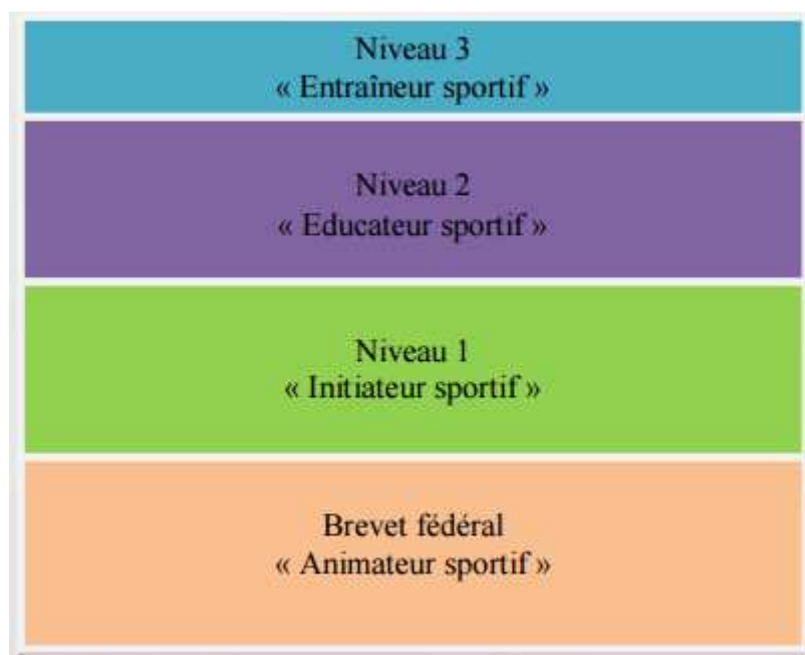 Niveau 3
« Entraîneur sportif »
Niveau 2
« Educateur sportif »
Niveau 1
« Initiateur sportif »
Brevet fédéral
« Animateur sportif »